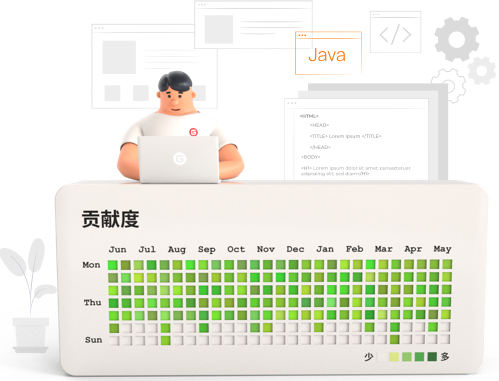 Java
</>
<HTML>
<HEAD>
<TITLE> Lorem ipsum </TITLE>
</HEAD>
<BODY>
<H1> Lorem ipsum dolor sit amet, consectetuer
adipiscing elit, sed diam</H1>
贡献度
Jun Jul Aug Sep Oct Nov Dec Jan Feb Mar Apr May
Mon
Thu
Sun
少 多